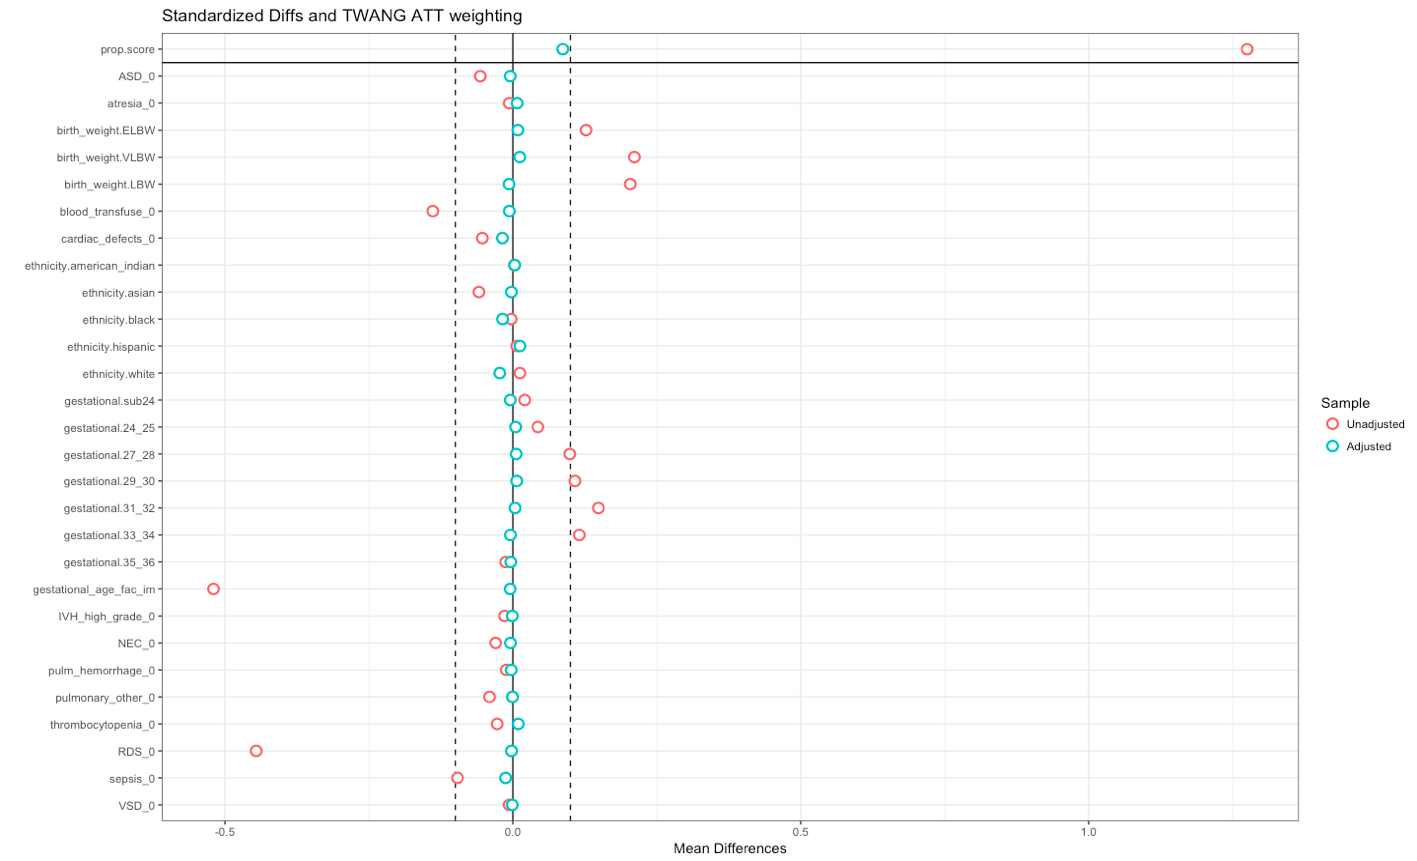 Standardized Diffs and TWANG ATT weighting
prop.score
ASD_0
atresia_0
birth_weight.ELBW
birth_weight.VLBW
birth_weight.LBW
blood_transfuse_0
cardiac_defects_0
ethnicity.american_indian
ethnicity.asian
ethnicity.black
ethnicity.hispanic
ethnicity.white
gestational.sub24
gestational.24_25
gestational.27_28
gestational.29_30
gestational.31_32
gestational.33_34
gestational.35_36
gestational_age_fac_im
IVH_high_grade_0
NEC_0
pulm_hemorrhage_0
pulmonary_other_0
thrombocytopenia_0
RDS_0
sepsis_0
VSD_0
-0.5 0.0 0.5 1.0
Mean Differences
Sample
Unadjusted
Adjusted